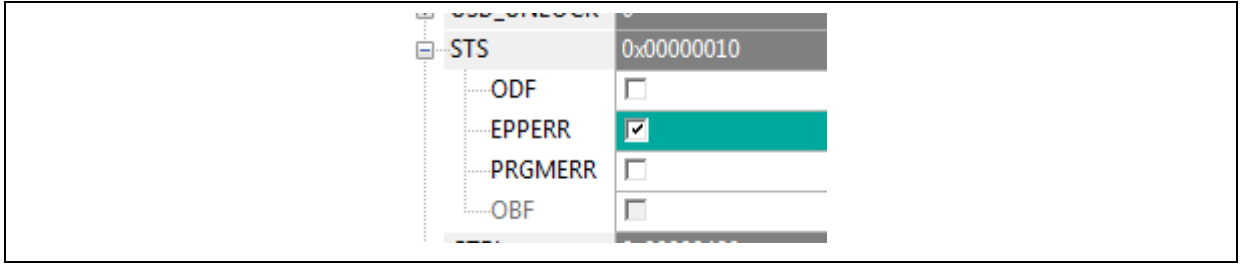 STS 0x00000010
ODF
EPPERR
PRGMERR
OBF